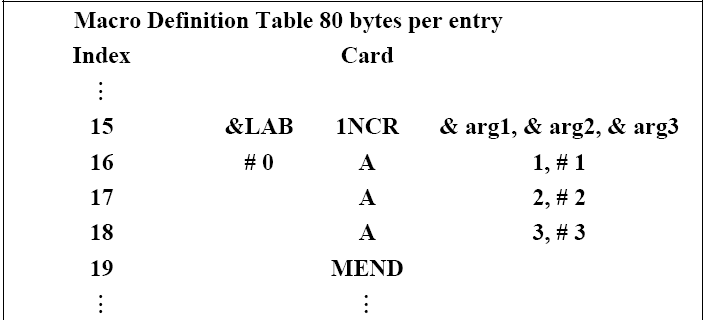 Macro Definition Table 80 bytes per entry
Index Card
⋮
15 &LAB 1NCR & arg1, & arg2, & arg3
16 # 0 A 1, # 1
17 A 2, # 2
18 A 3, # 3
19 MEND
⋮ ⋮